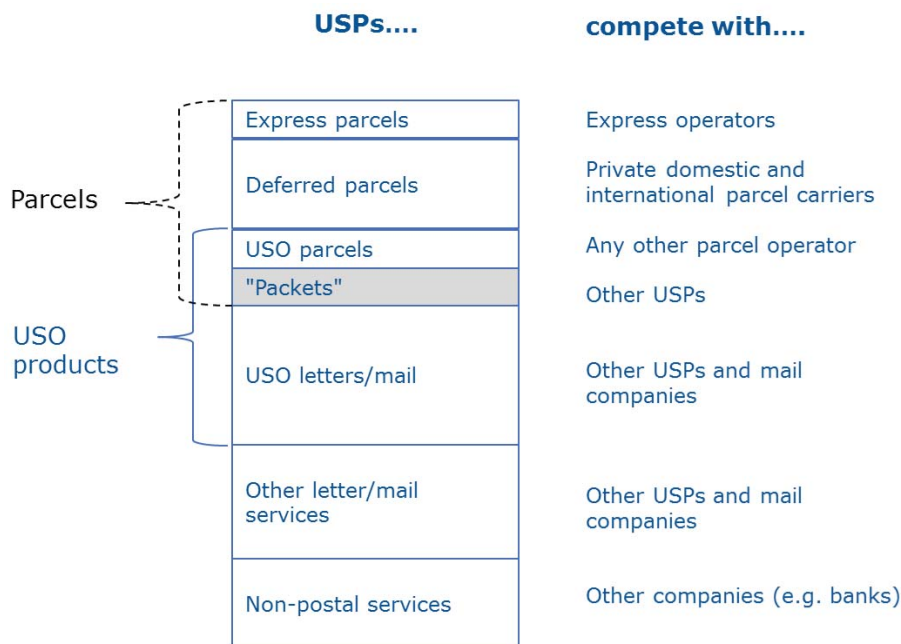 USPs....
compete with....
Express parcels
Express operators
Deferred parcels
Private domestic and
international parcel carriers
Parcels
USO parcels
Any other parcel operator
"Packets"
Other USPs
USO
products
USO letters/mail
Other USPs and mail
companies
Other letter/mail
services
Other USPs and mail
companies
Non-postal services
Other companies (e.g. banks)